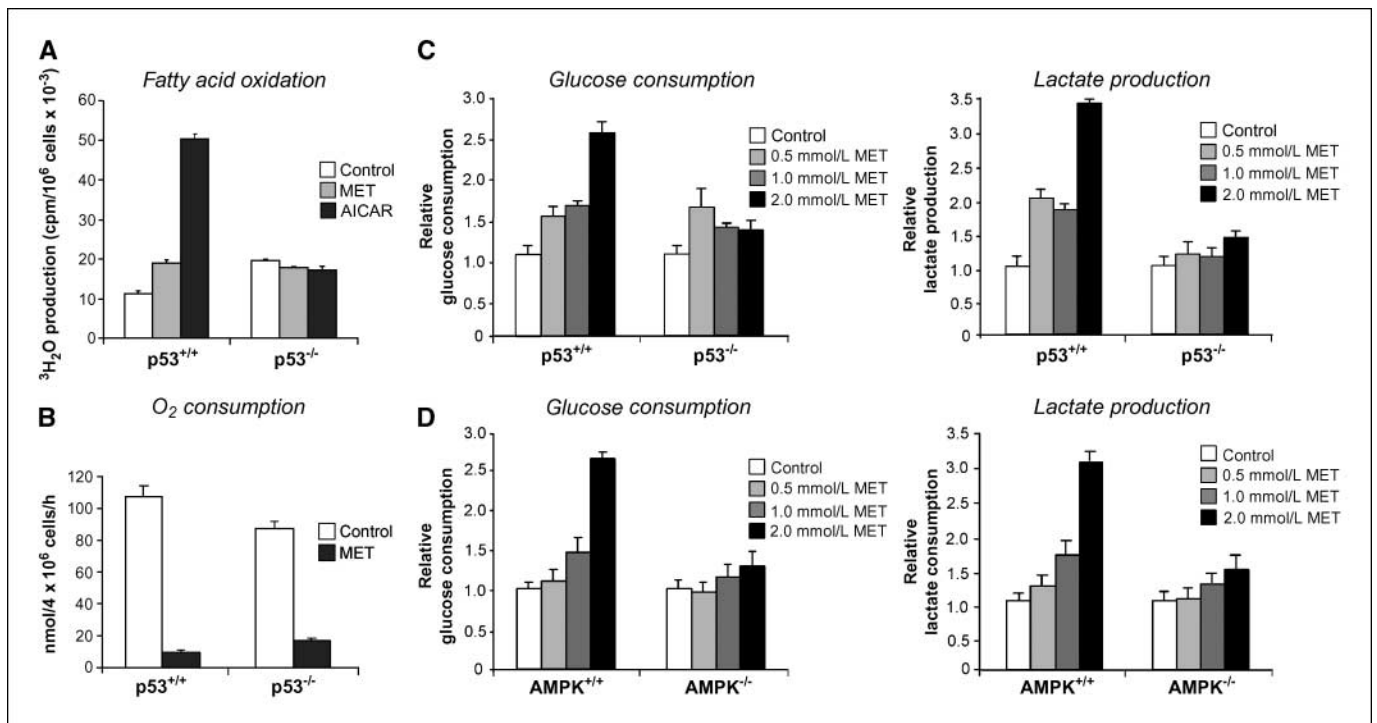 A
Fatty acid oxidation
³H₂O production (cpm/10⁶ cells x 10⁻³)
60
50
40
30
20
10
0
Control
MET
AICAR
p53⁺/⁺
p53⁻/⁻
B
O₂ consumption
nmol/4 x 10⁶ cells/h
120
100
80
60
40
20
0
Control
MET
p53⁺/⁺
p53⁻/⁻
C
Glucose consumption
Relative
glucose consumption
3.0
2.5
2.0
1.5
1.0
0.5
0
Control
0.5 mmol/L MET
1.0 mmol/L MET
2.0 mmol/L MET
p53⁺/⁺
p53⁻/⁻
Lactate production
Relative
lactate production
3.5
3.0
2.5
2.0
1.5
1.0
0.5
0
Control
0.5 mmol/L MET
1.0 mmol/L MET
2.0 mmol/L MET
p53⁺/⁺
p53⁻/⁻
D
Glucose consumption
Relative
glucose consumption
3.0
2.5
2.0
1.5
1.0
0.5
0
Control
0.5 mmol/L MET
1.0 mmol/L MET
2.0 mmol/L MET
AMPK⁺/⁺
AMPK⁻/⁻
Lactate production
Relative
lactate consumption
3.5
3.0
2.5
2.0
1.5
1.0
0.5
0
Control
0.5 mmol/L MET
1.0 mmol/L MET
2.0 mmol/L MET
AMPK⁺/⁺
AMPK⁻/⁻